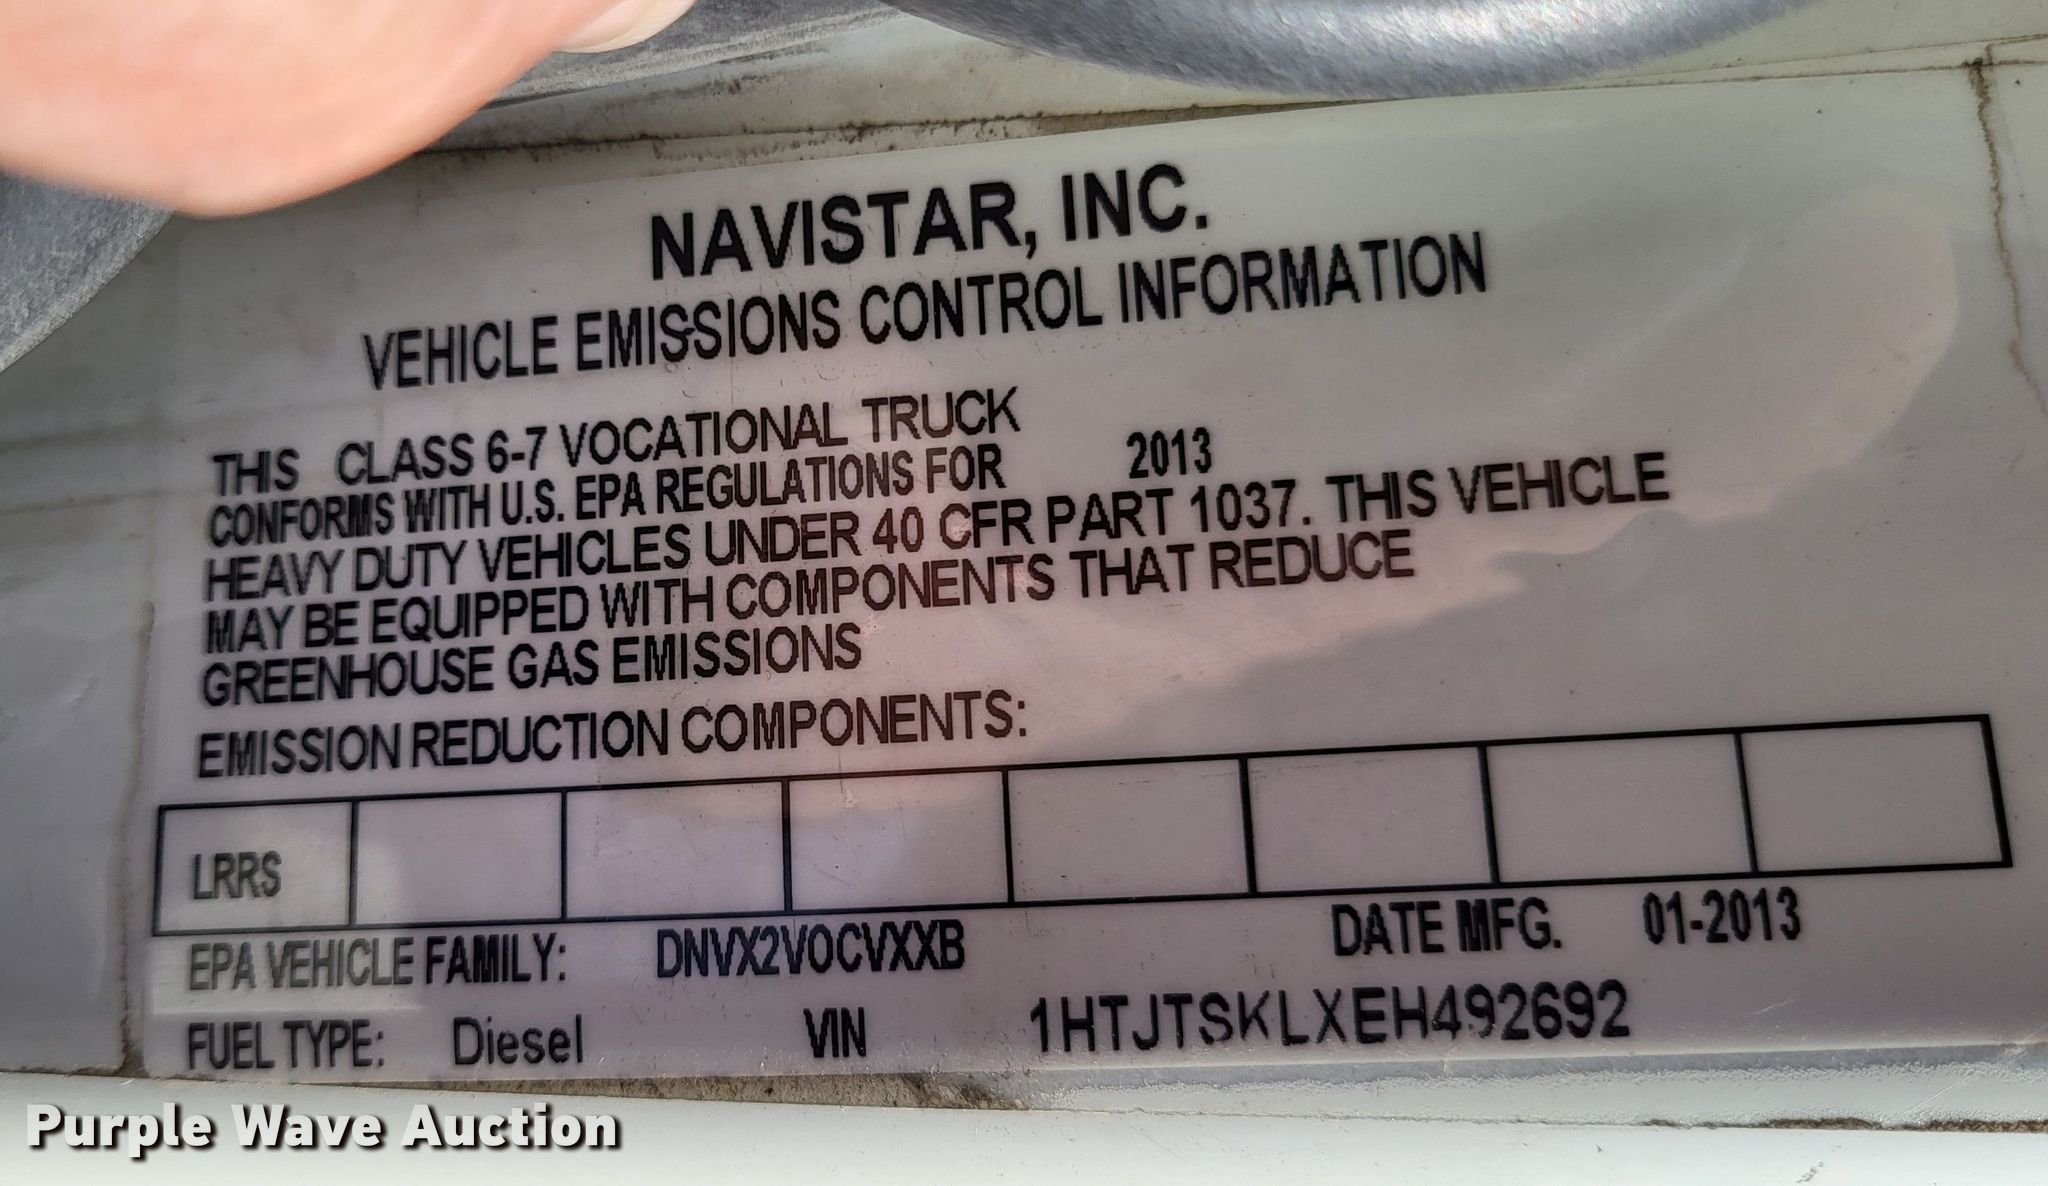 NAVISTAR, INC.
VEHICLE EMISSIONS CONTROL INFORMATION
THIS CLASS 6-7 VOCATIONAL TRUCK
CONFORMS WITH U.S. EPA REGULATIONS FOR 2013
HEAVY DUTY VEHICLES UNDER 40 CFR PART 1037. THIS VEHICLE
MAY BE EQUIPPED WITH COMPONENTS THAT REDUCE
GREENHOUSE GAS EMISSIONS
EMISSION REDUCTION COMPONENTS:
LRRS
EPA VEHICLE FAMILY: DNVX2VOCVXXB DATE MFG. 01-2013
FUEL TYPE: Diesel VIN 1HTJTSKLXEH492692
Purple Wave Auction